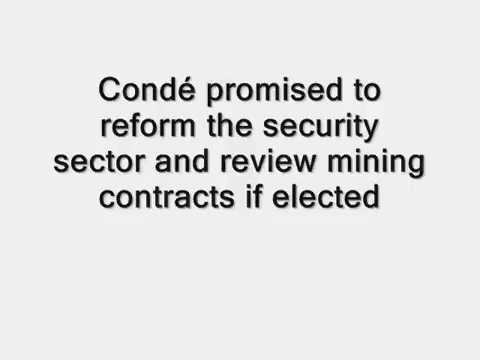 Condé promised to
reform the security
sector and review mining
contracts if elected